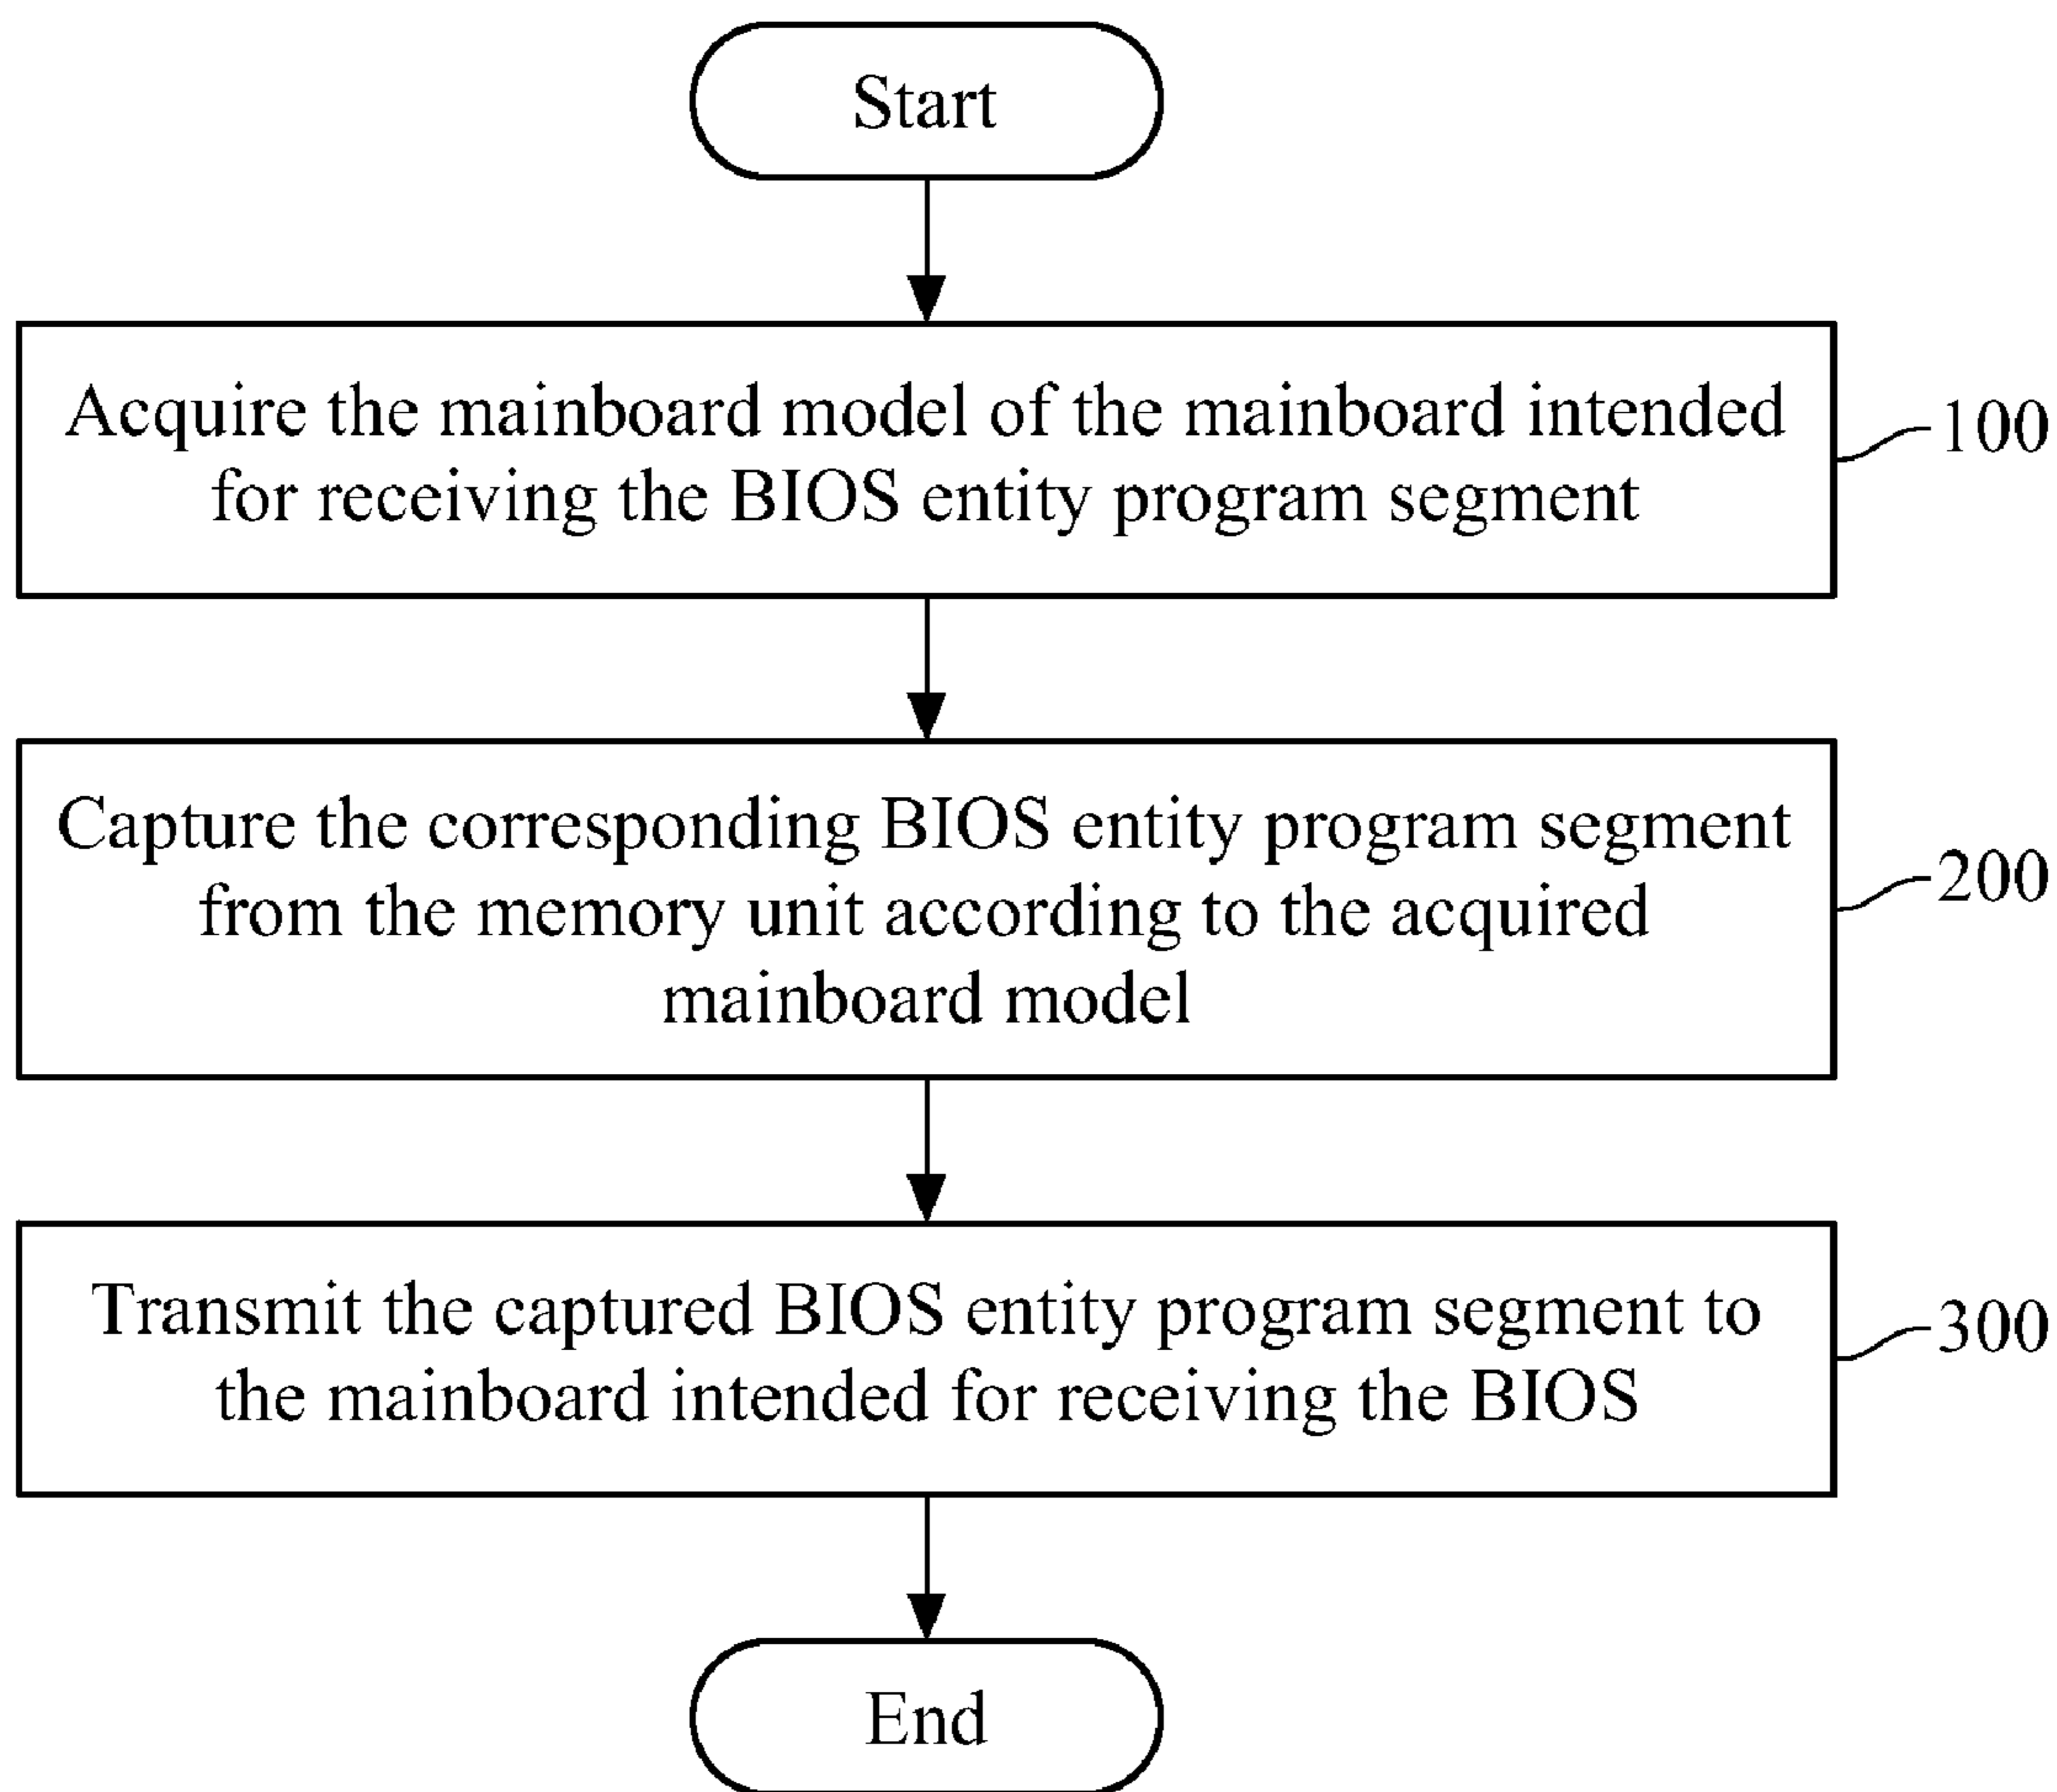 Start
Acquire the mainboard model of the mainboard intended
for receiving the BIOS entity program segment
100
Capture the corresponding BIOS entity program segment
from the memory unit according to the acquired
mainboard model
200
Transmit the captured BIOS entity program segment to
the mainboard intended for receiving the BIOS
300
End